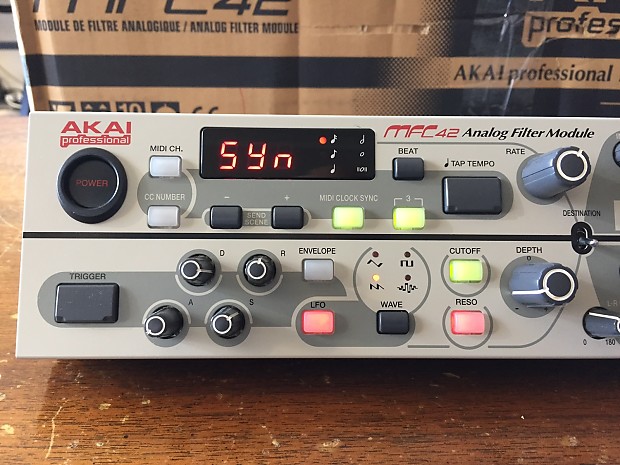 MFC42
MODULE DE FILTRE ANALOGIQUE / ANALOG FILTER MODULE
professional
AKAI professional
AKAI
professional
MFC42 Analog Filter Module
POWER
MIDI CH.
SYn
BEAT
TAP TEMPO
RATE
CC NUMBER
-
+
SEND
SCENE
MIDI CLOCK SYNC
3
DESTINATION
TRIGGER
D
R
ENVELOPE
CUTOFF
DEPTH
0
-
A
S
LFO
WAVE
RESO
L-R
0
180